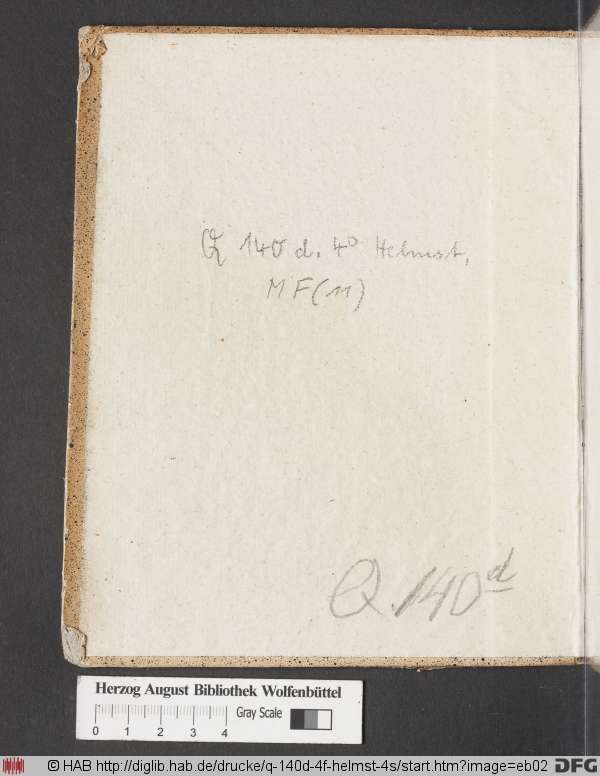 Q 140 d. 4° Helmst.
MF(11)
Q. 140 d
Herzog August Bibliothek Wolfenbüttel
0 1 2 3 4
Gray Scale
© HAB http://diglib.hab.de/drucke/q-140d-4f-helmst-4s/start.htm?image=eb02
DFG